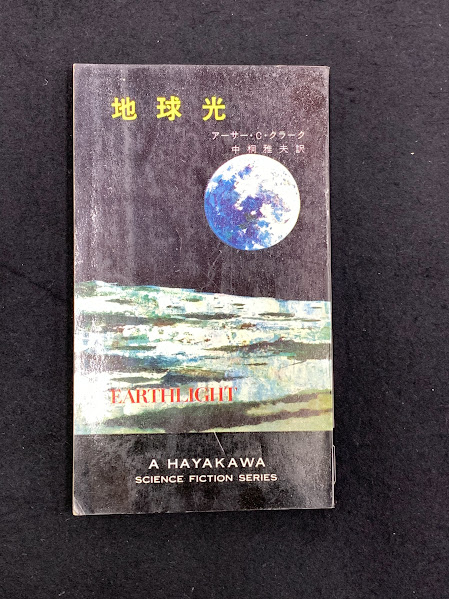 地球光
アーサー・C・クラーク
中桐雅夫訳
EARTHLIGHT
A HAYAKAWA
SCIENCE FICTION SERIES